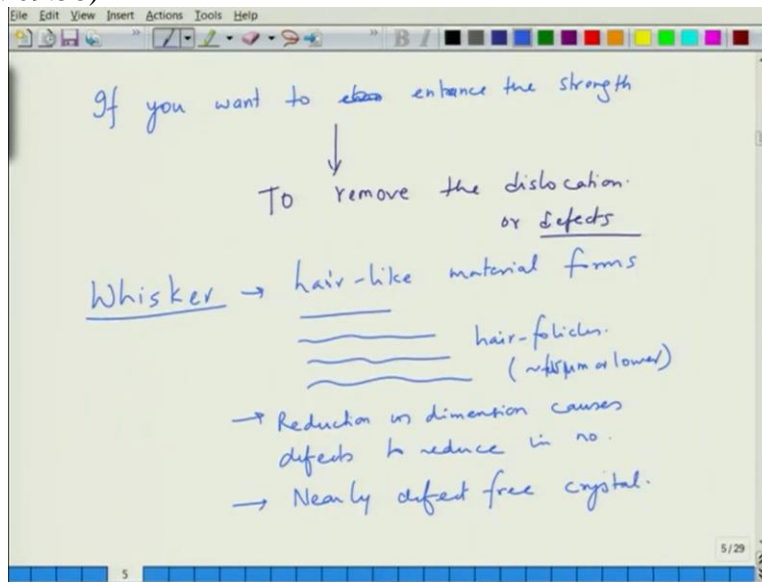 File Edit View Insert Actions Tools Help
If you want to enhance the strength
To remove the dislocation.
or defects
Whisker → hair-like material forms
hair-folicles.
( μm or lower)
→ Reduction in dimension causes
defects to reduce in no.
→ Nearly defect free crystal.
5/29
5